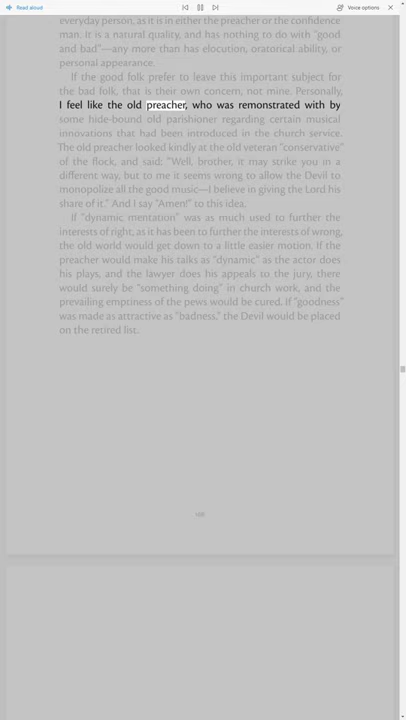 Read aloud
Voice options
everyday person, as it is in either the preacher or the confidence
man. It is a natural quality, and has nothing to do with "good
and bad"—any more than has elocution, oratorical ability, or
personal appearance.
If the good folk prefer to leave this important subject for
the bad folk, that is their own concern, not mine. Personally,
I feel like the old preacher, who was remonstrated with by
some hide-bound old parishioner regarding certain musical
innovations that had been introduced in the church service.
The old preacher looked kindly at the old veteran "conservative"
of the flock, and said: "Well, brother, it may strike you in a
different way, but to me it seems wrong to allow the Devil to
monopolize all the good music—I believe in giving the Lord his
share of it." And I say "Amen!" to this idea.
If "dynamic mentation" was as much used to further the
interests of right, as it has been to further the interests of wrong,
the old world would get down to a little easier motion. If the
preacher would make his talks as "dynamic" as the actor does
his plays, and the lawyer does his appeals to the jury, there
would surely be "something doing" in church work, and the
prevailing emptiness of the pews would be cured. If "goodness"
was made as attractive as "badness," the Devil would be placed
on the retired list.